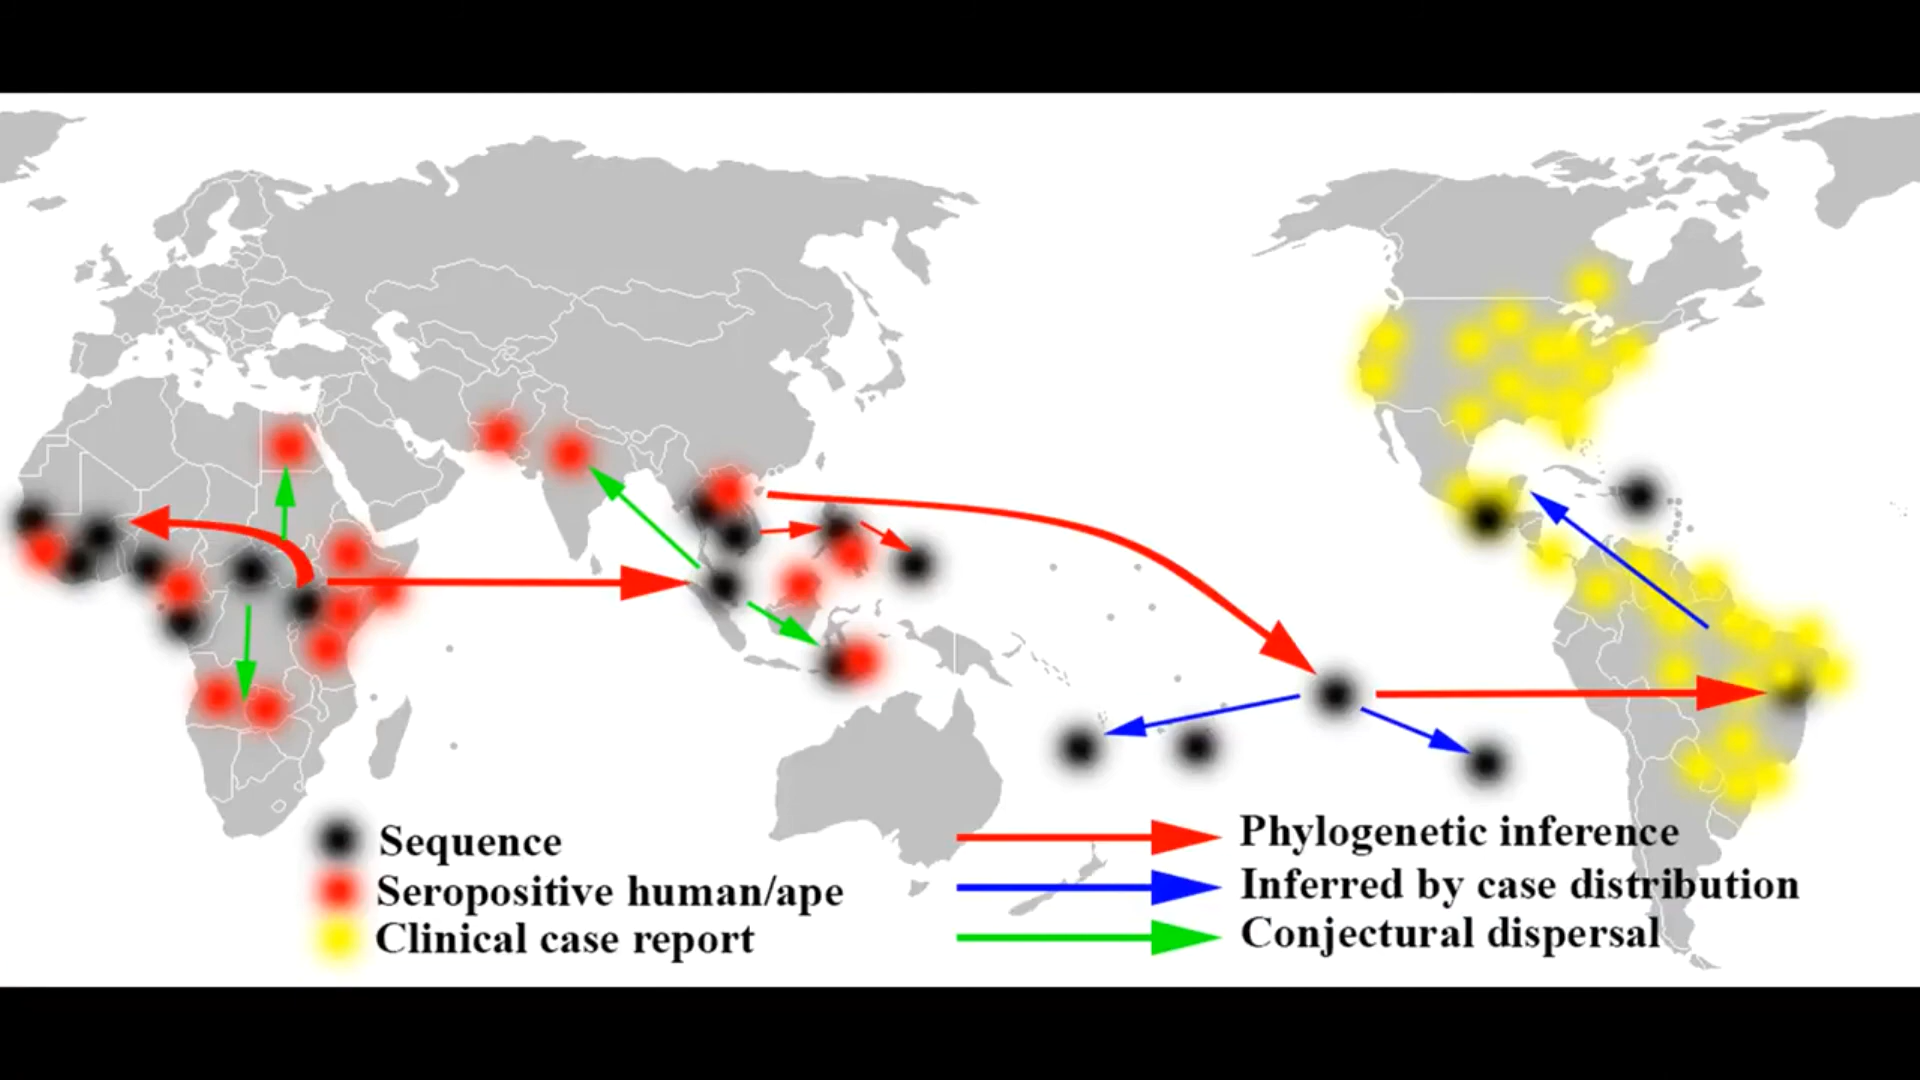 Sequence
Seropositive human/ape
Clinical case report
Phylogenetic inference
Inferred by case distribution
Conjectural dispersal